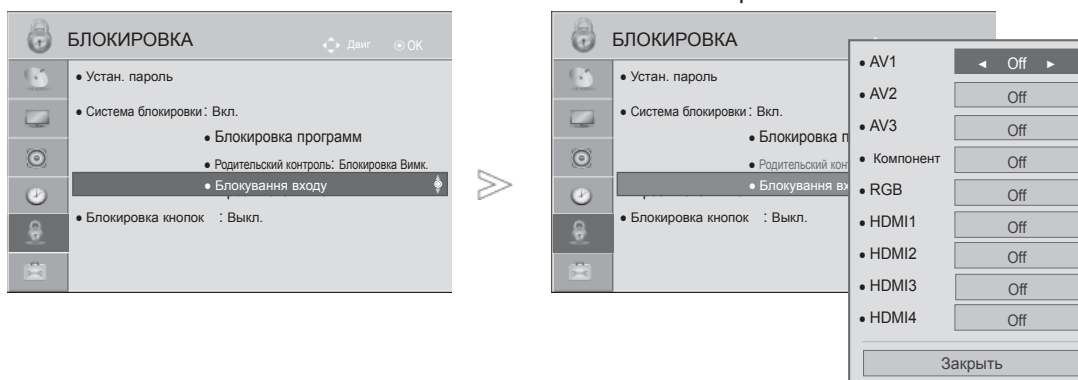 БЛОКИРОВКА
Двиг
OK
• Устан. пароль
• Система блокировки : Вкл.
• Блокировка программ
• Родительский контроль: Блокировка Вимк.
• Блокування входу
• Блокировка кнопок : Выкл.
БЛОКИРОВКА
• Устан. пароль
• Система блокировки : Вкл.
• Блокировка п
• Родительский кон
• Блокування вх
• Блокировка кнопок : Выкл.
• AV1 ◄ Off ►
• AV2 Off
• AV3 Off
• Компонент Off
• RGB Off
• HDMI1 Off
• HDMI2 Off
• HDMI3 Off
• HDMI4 Off
Закрыть